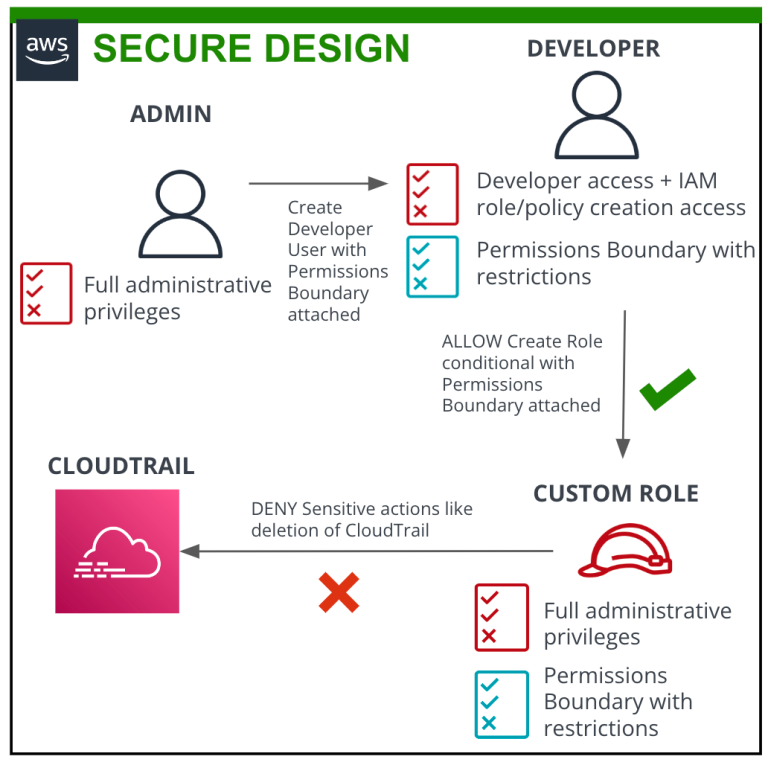 aws
SECURE DESIGN
DEVELOPER
ADMIN
Developer access + IAM
role/policy creation access
Create
Developer
User with
Permissions
Boundary
attached
Permissions Boundary with
restrictions
Full administrative
privileges
ALLOW Create Role
conditional with
Permissions
Boundary attached
CLOUDTRAIL
CUSTOM ROLE
DENY Sensitive actions like
deletion of CloudTrail
Full administrative
privileges
Permissions
Boundary with
restrictions